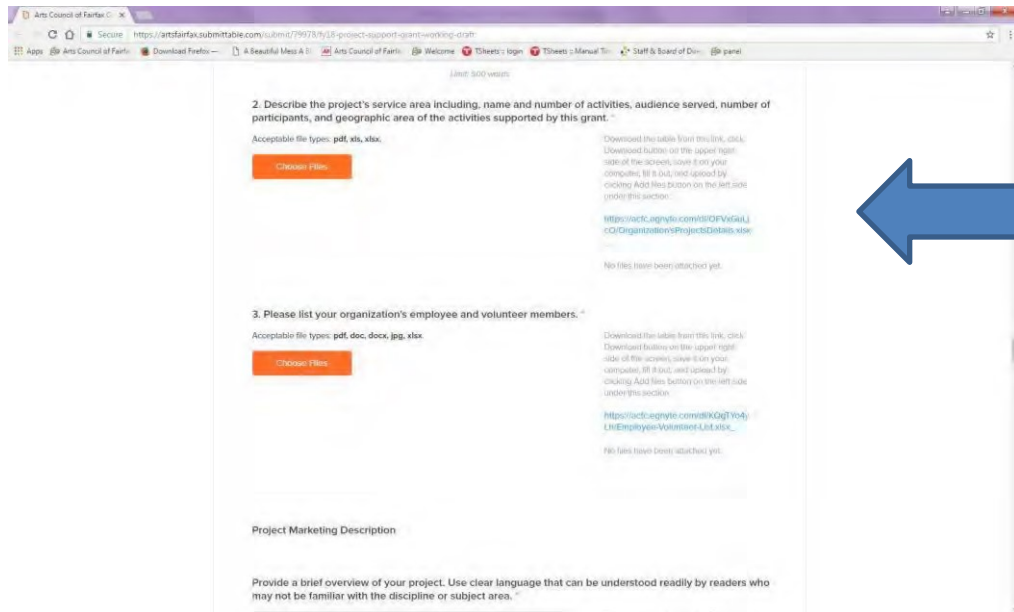 Arts Council of Fairfax C
Secure https://artsfairfax.submittable.com/submit/79978/fy18-project-support-grant-working-draft
Apps Arts Council of Fairf Download Firefox — A Beautiful Mess A Arts Council of Fairf Welcome TSheets :: login TSheets :: Manual Staff & Board of panel
Limit: 500 words
2. Describe the project's service area including, name and number of activities, audience served, number of
participants, and geographic area of the activities supported by this grant. *
Acceptable file types: pdf, xls, xlsx,
Choose Files
Download the table from this link, click
Download button on the upper right
side of the screen, save it on your
computer, fill it out, and upload by
clicking Add files button on the left side
under this section
No files have been attached yet.
3. Please list your organization's employee and volunteer members. *
Acceptable file types: pdf, doc, docx, jpg, xlsx
Choose Files
Download the table from this link, click
Download button on the upper right
side of the screen, save it on your
computer, fill it out, and upload by
clicking Add files button on the left side
under this section
No files have been attached yet.
Project Marketing Description
Provide a brief overview of your project. Use clear language that can be understood readily by readers who
may not be familiar with the discipline or subject area. *